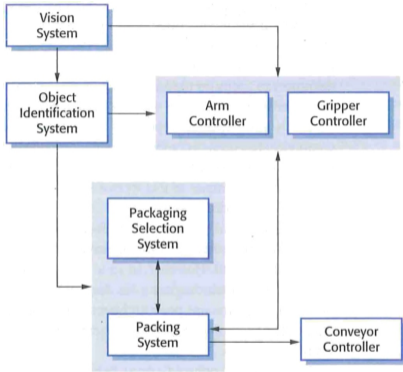 Vision
System
Object
Identification
System
Arm
Controller
Gripper
Controller
Packaging
Selection
System
Packing
System
Conveyor
Controller